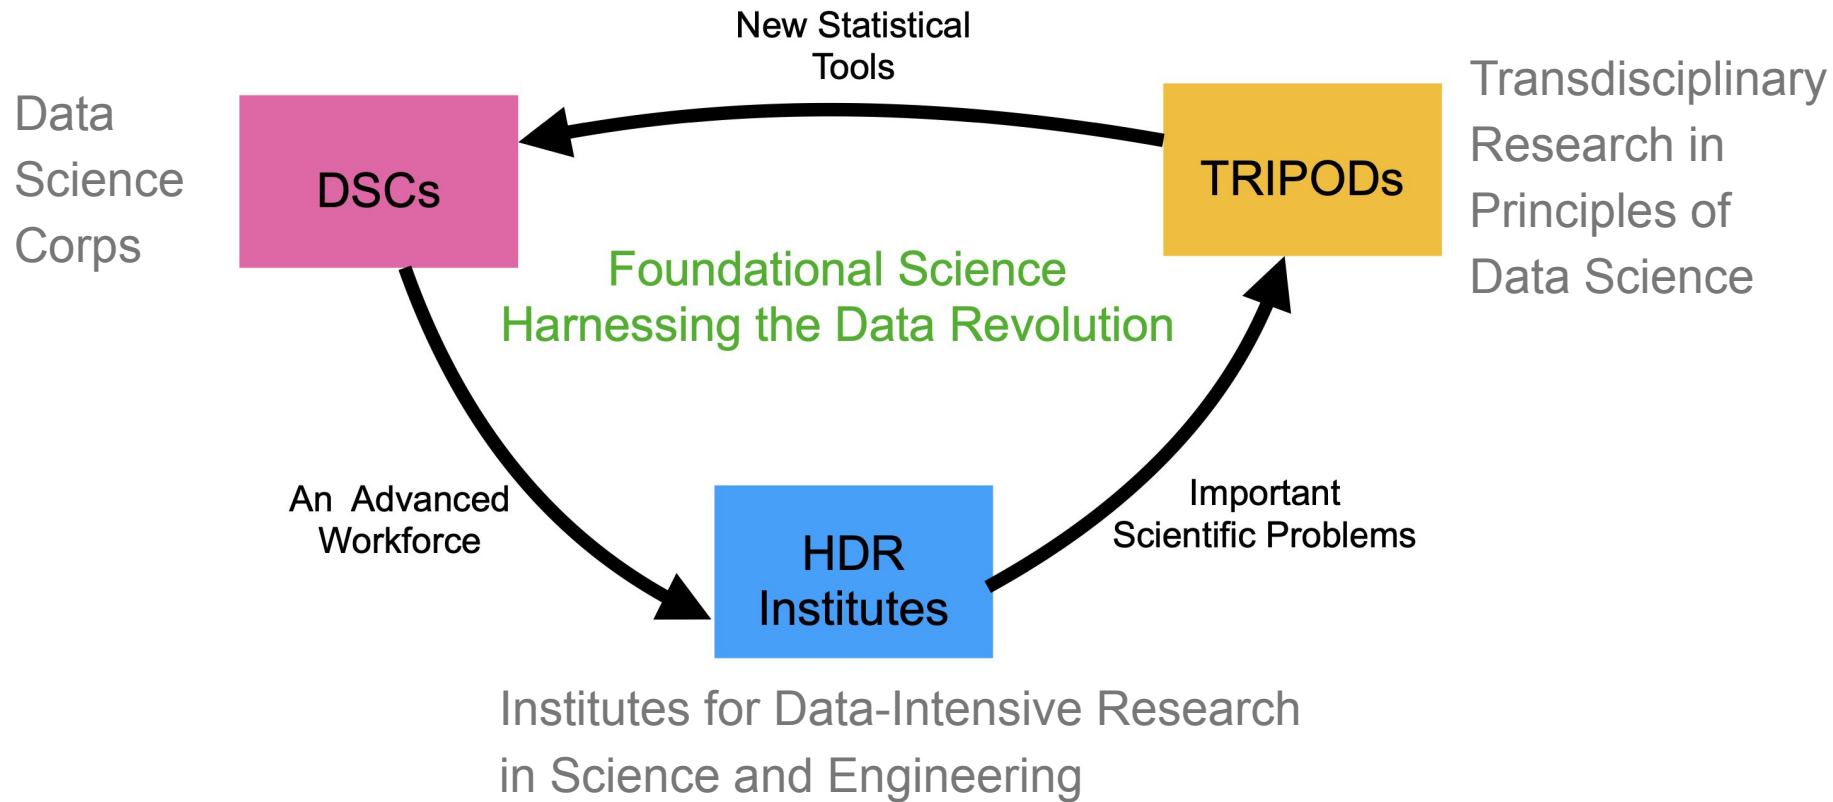 New Statistical
Tools
Data
Science
Corps
DSCs
TRIPODs
Transdisciplinary
Research in
Principles of
Data Science
Foundational Science
Harnessing the Data Revolution
An Advanced
Workforce
Important
Scientific Problems
HDR
Institutes
Institutes for Data-Intensive Research
in Science and Engineering